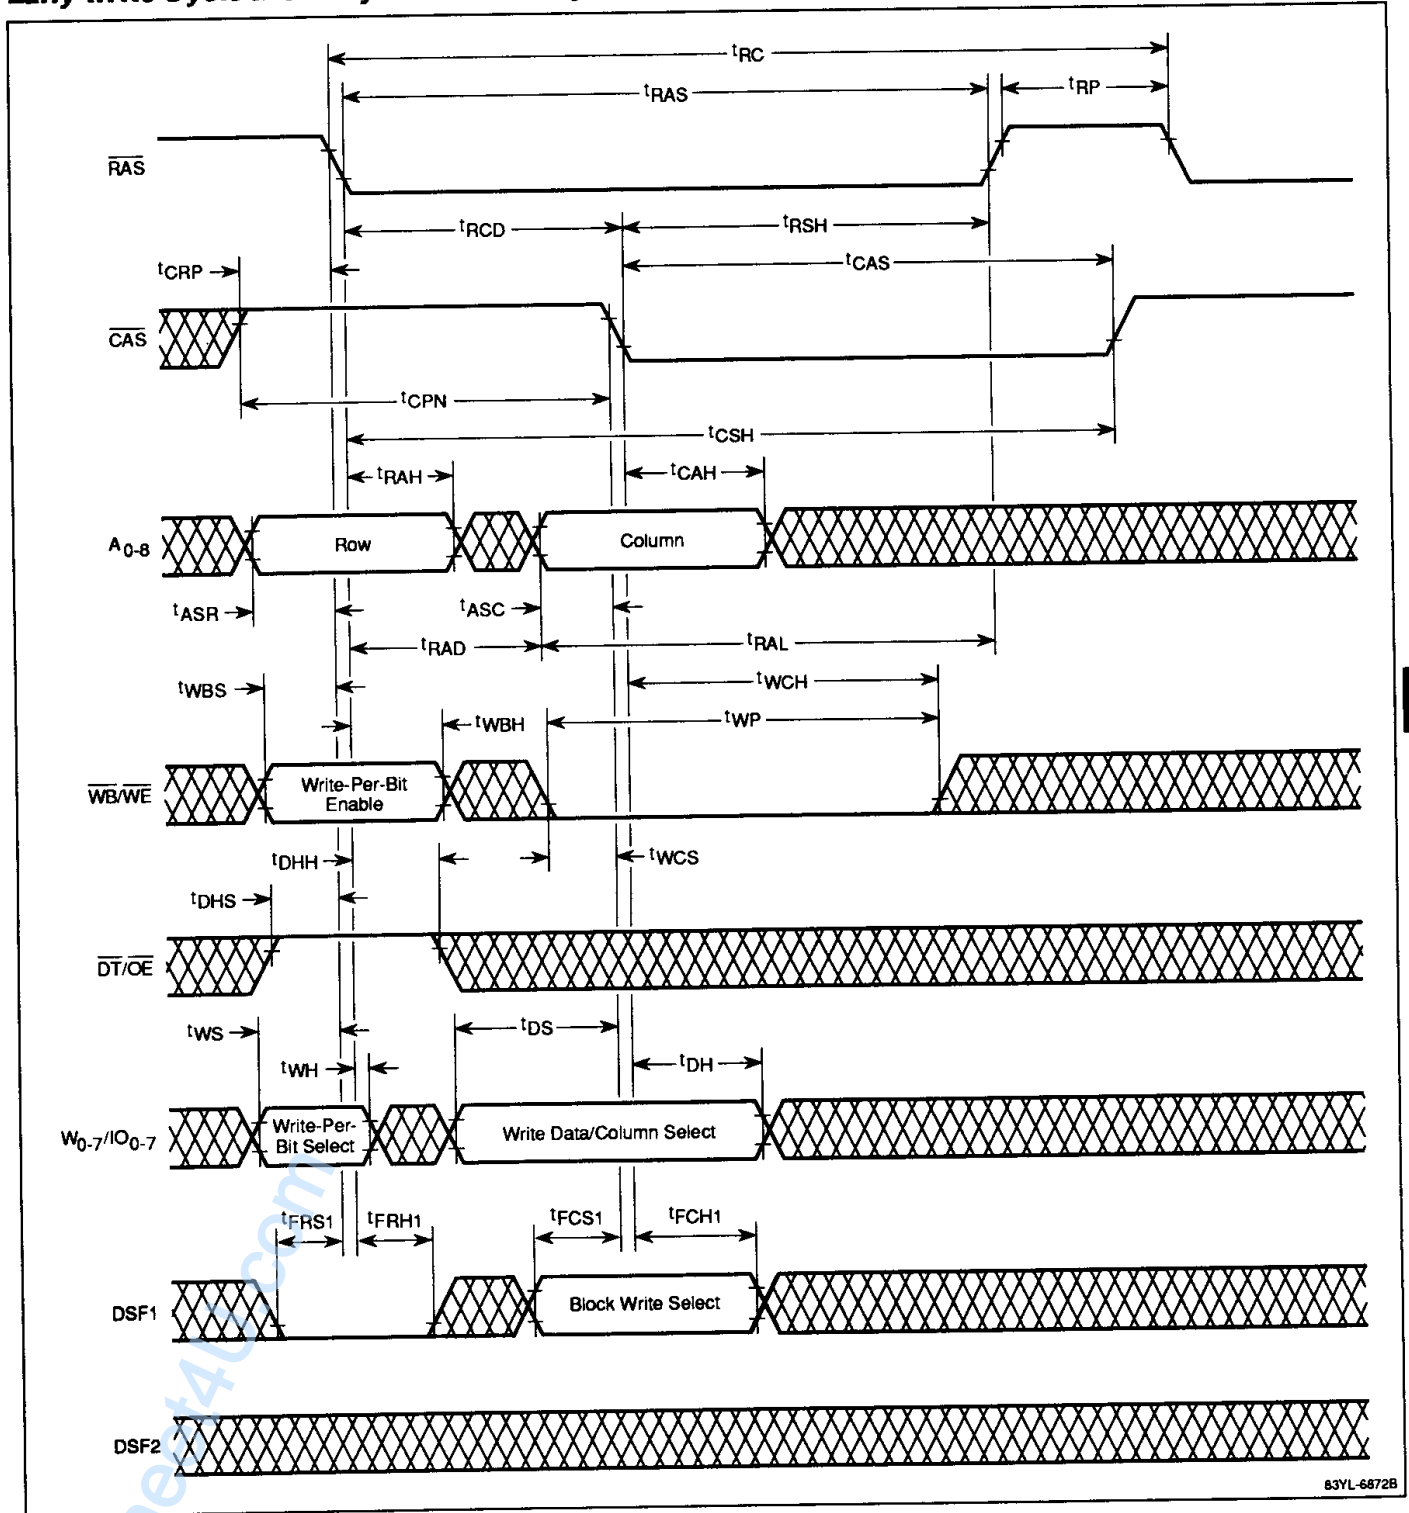 tRC
tRAS
tRP
RAS
tRCD
tRSH
tCRP
tCAS
CAS
tCPN
tCSH
tRAH
tCAH
A0-8
Row
Column
tASR
tASC
tRAD
tRAL
tWBS
tWCH
tWBH
tWP
WB/WE
Write-Per-Bit
Enable
tDHH
tWCS
tDHS
DT/OE
tWS
tDS
tWH
tDH
W0-7/IO0-7
Write-Per-
Bit Select
Write Data/Column Select
tFRS1
tFRH1
tFCS1
tFCH1
DSF1
Block Write Select
DSF2
83YL-6872B